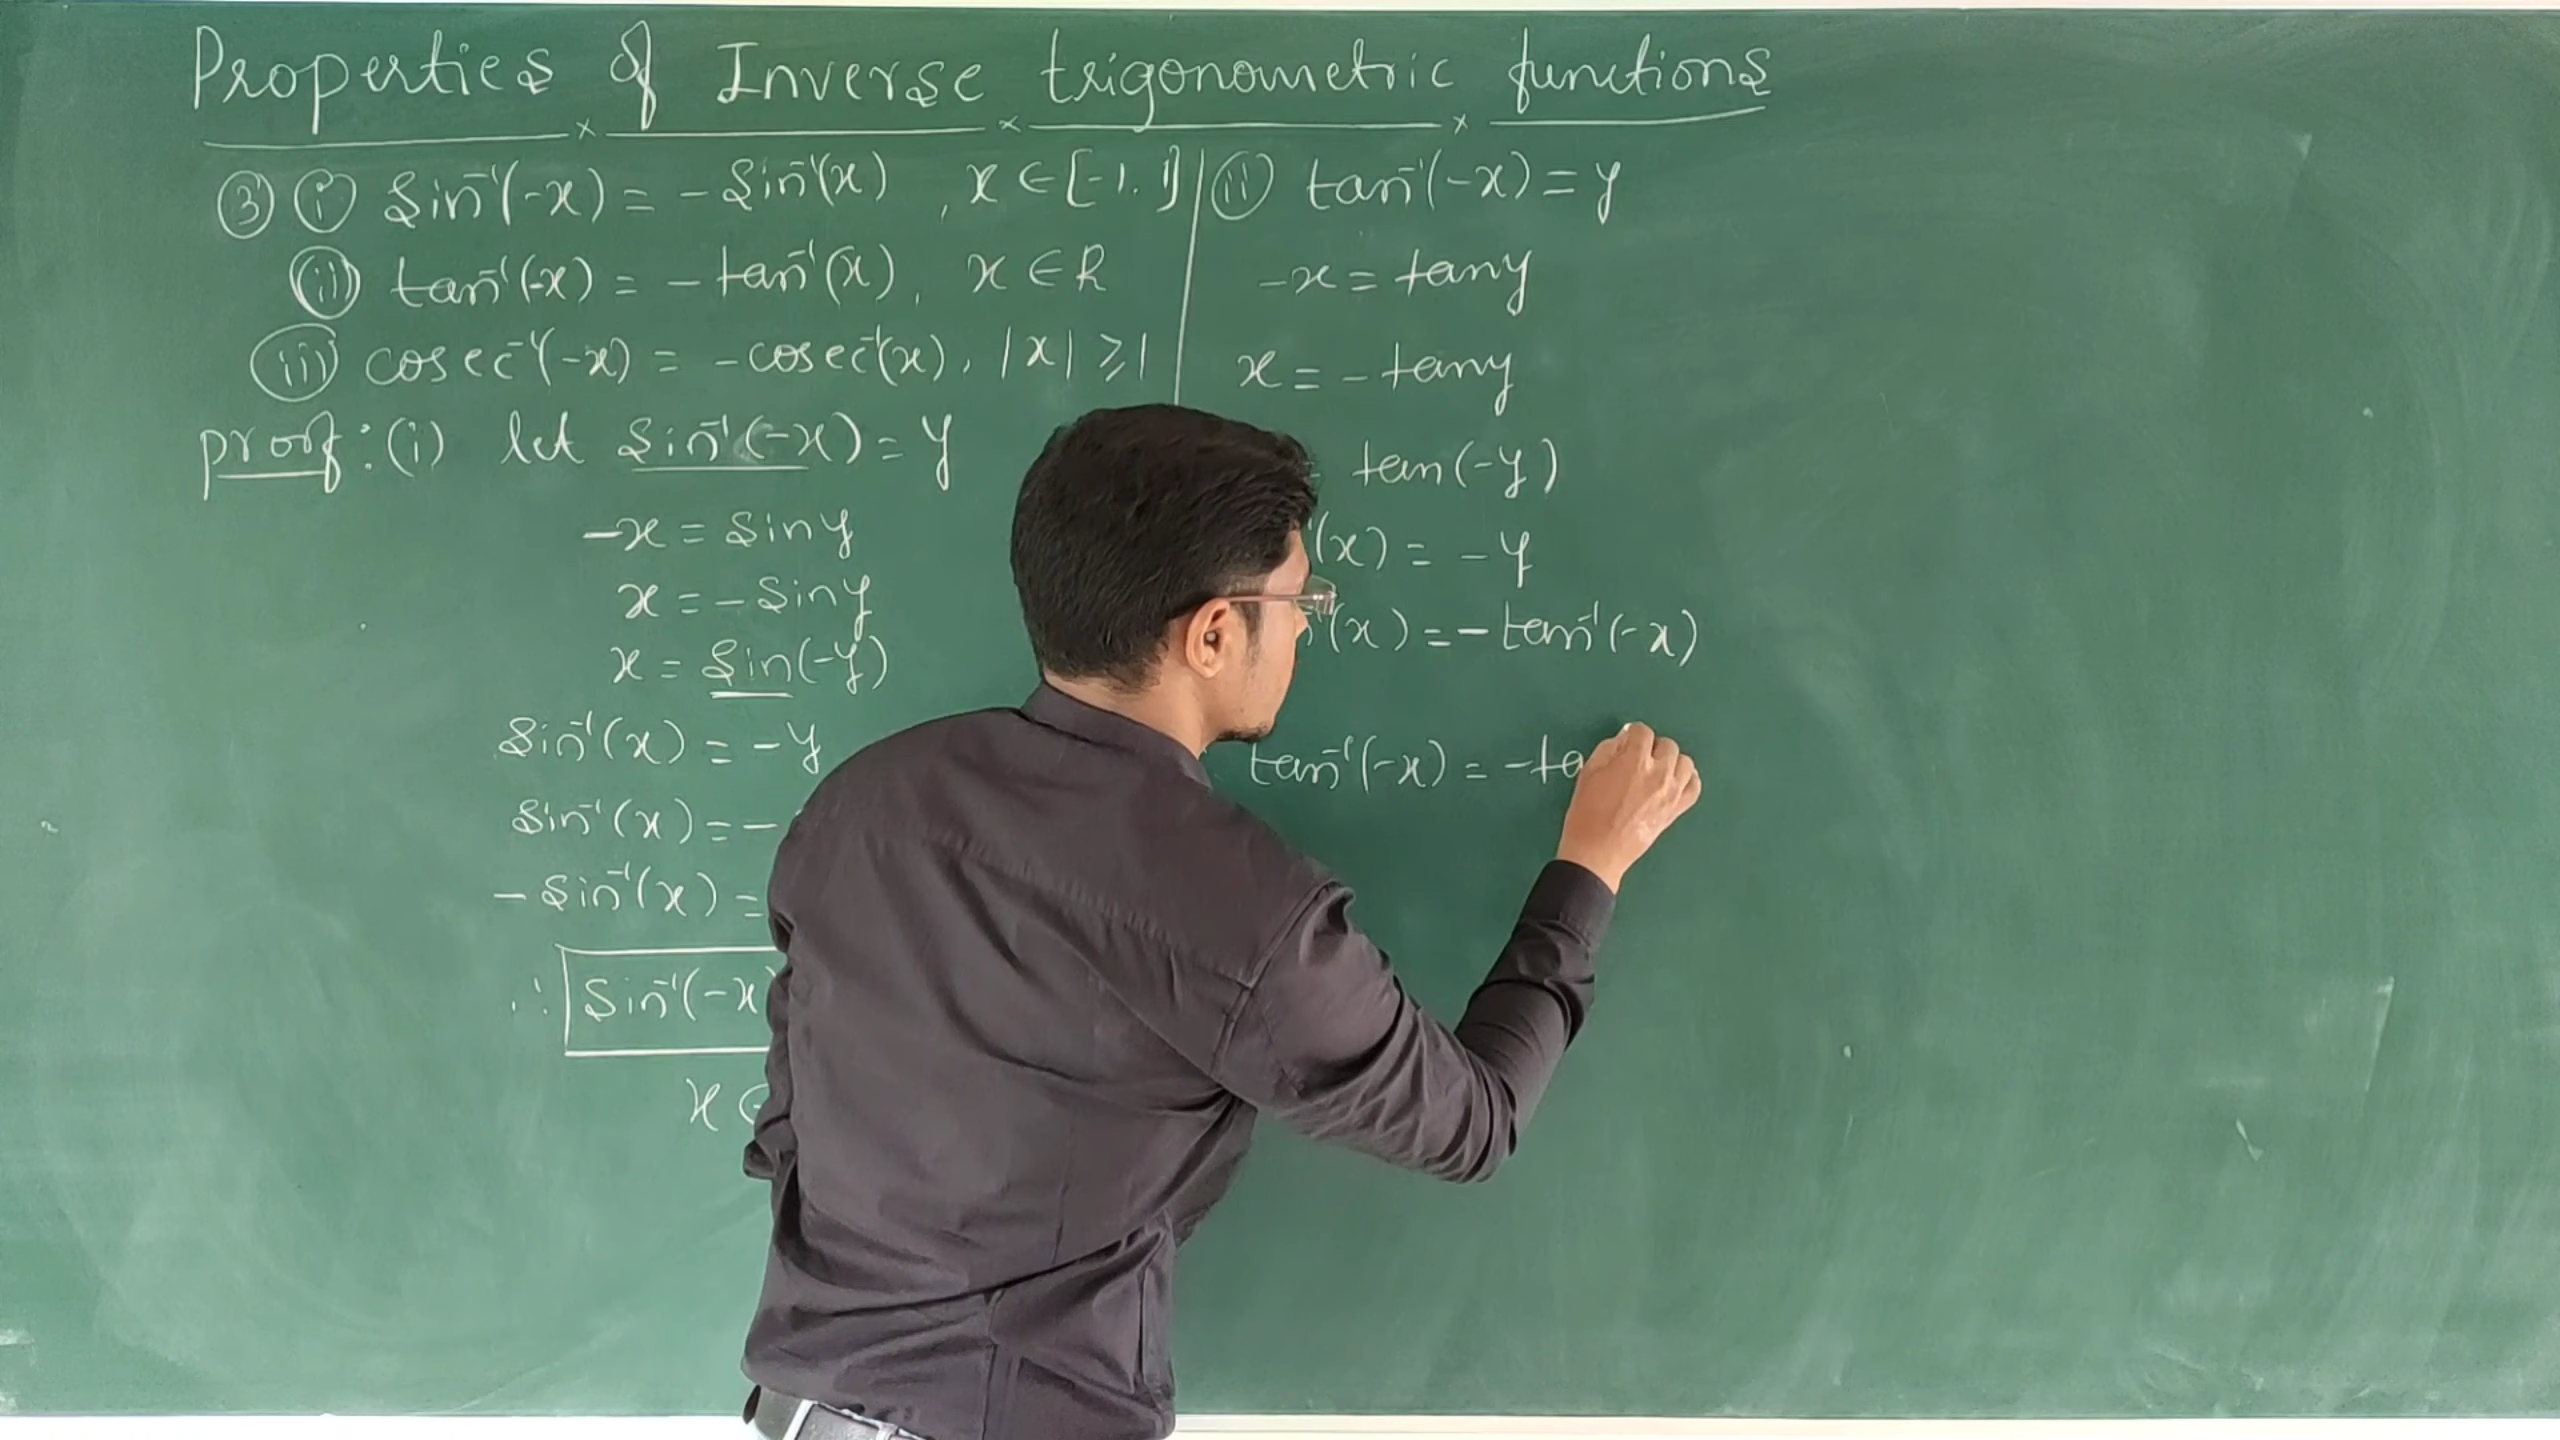 Properties of Inverse trigonometric functions
③ (i) Sin⁻¹(-x) = -Sin⁻¹(x), x ∈ [-1, 1]
(ii) tan⁻¹(-x) = -tan⁻¹(x), x ∈ R
(iii) cosec⁻¹(-x) = -cosec⁻¹(x), |x| ⩾ 1
proof: (i) let Sin⁻¹(-x) = y
-x = Siny
x = -Siny
x = Sin(-y)
Sin⁻¹(x) = -y
Sin⁻¹(x) = -
-Sin⁻¹(x) =
∴ Sin⁻¹(-x)
x ∈
(ii) tan⁻¹(-x) = y
-x = tany
x = -tany
tan(-y)
(x) = -y
(x) = -tan⁻¹(-x)
tan⁻¹(-x) = -ta